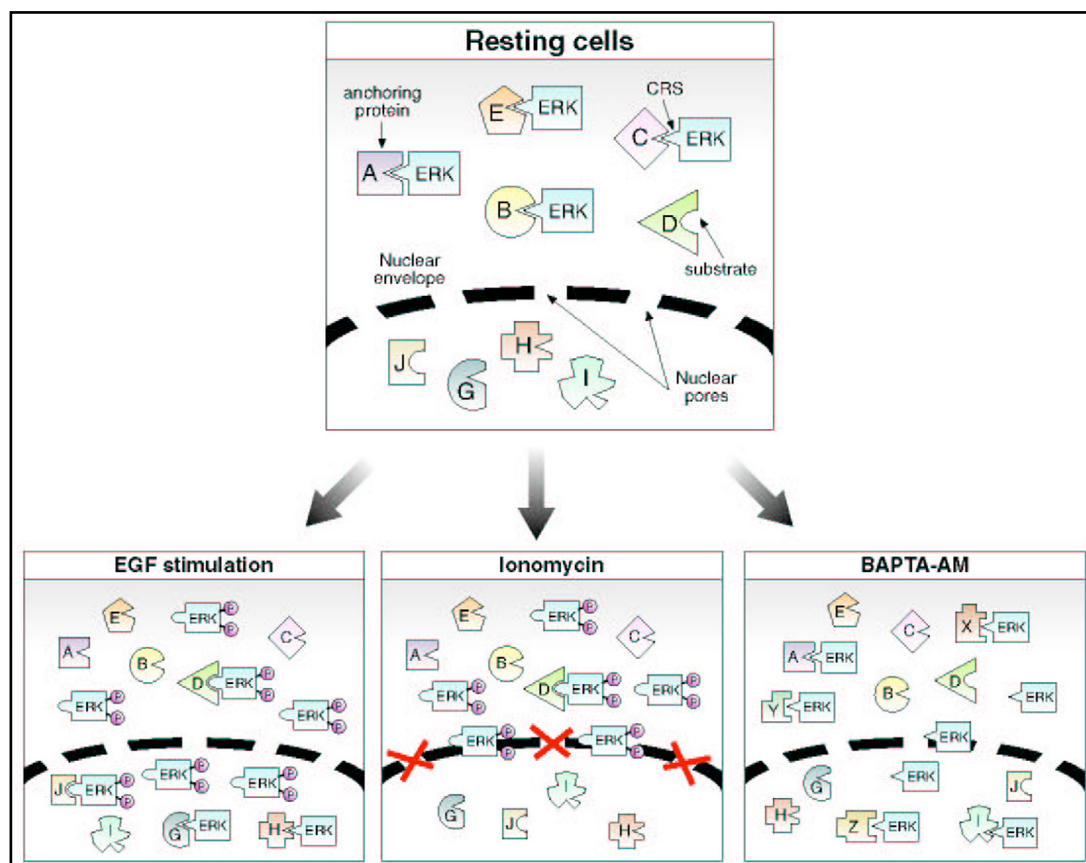 Resting cells
anchoring
protein
CRS
E ERK
C ERK
A ERK
B ERK
D
substrate
Nuclear
envelope
H
J
G
I
Nuclear
pores
EGF stimulation
E
ERK P P
C
A
B
D ERK P P
ERK P P
ERK P P
ERK P P
J ERK P P
ERK P P
I
G ERK
H ERK
Ionomycin
E
ERK P P
C
A
B
D ERK P P
ERK P P
ERK P P
ERK P P
ERK P P
I
G
J
H
BAPTA-AM
E
C
X ERK
A ERK
D
Y ERK
B
ERK
ERK
G
ERK
J
H
Z ERK
I ERK